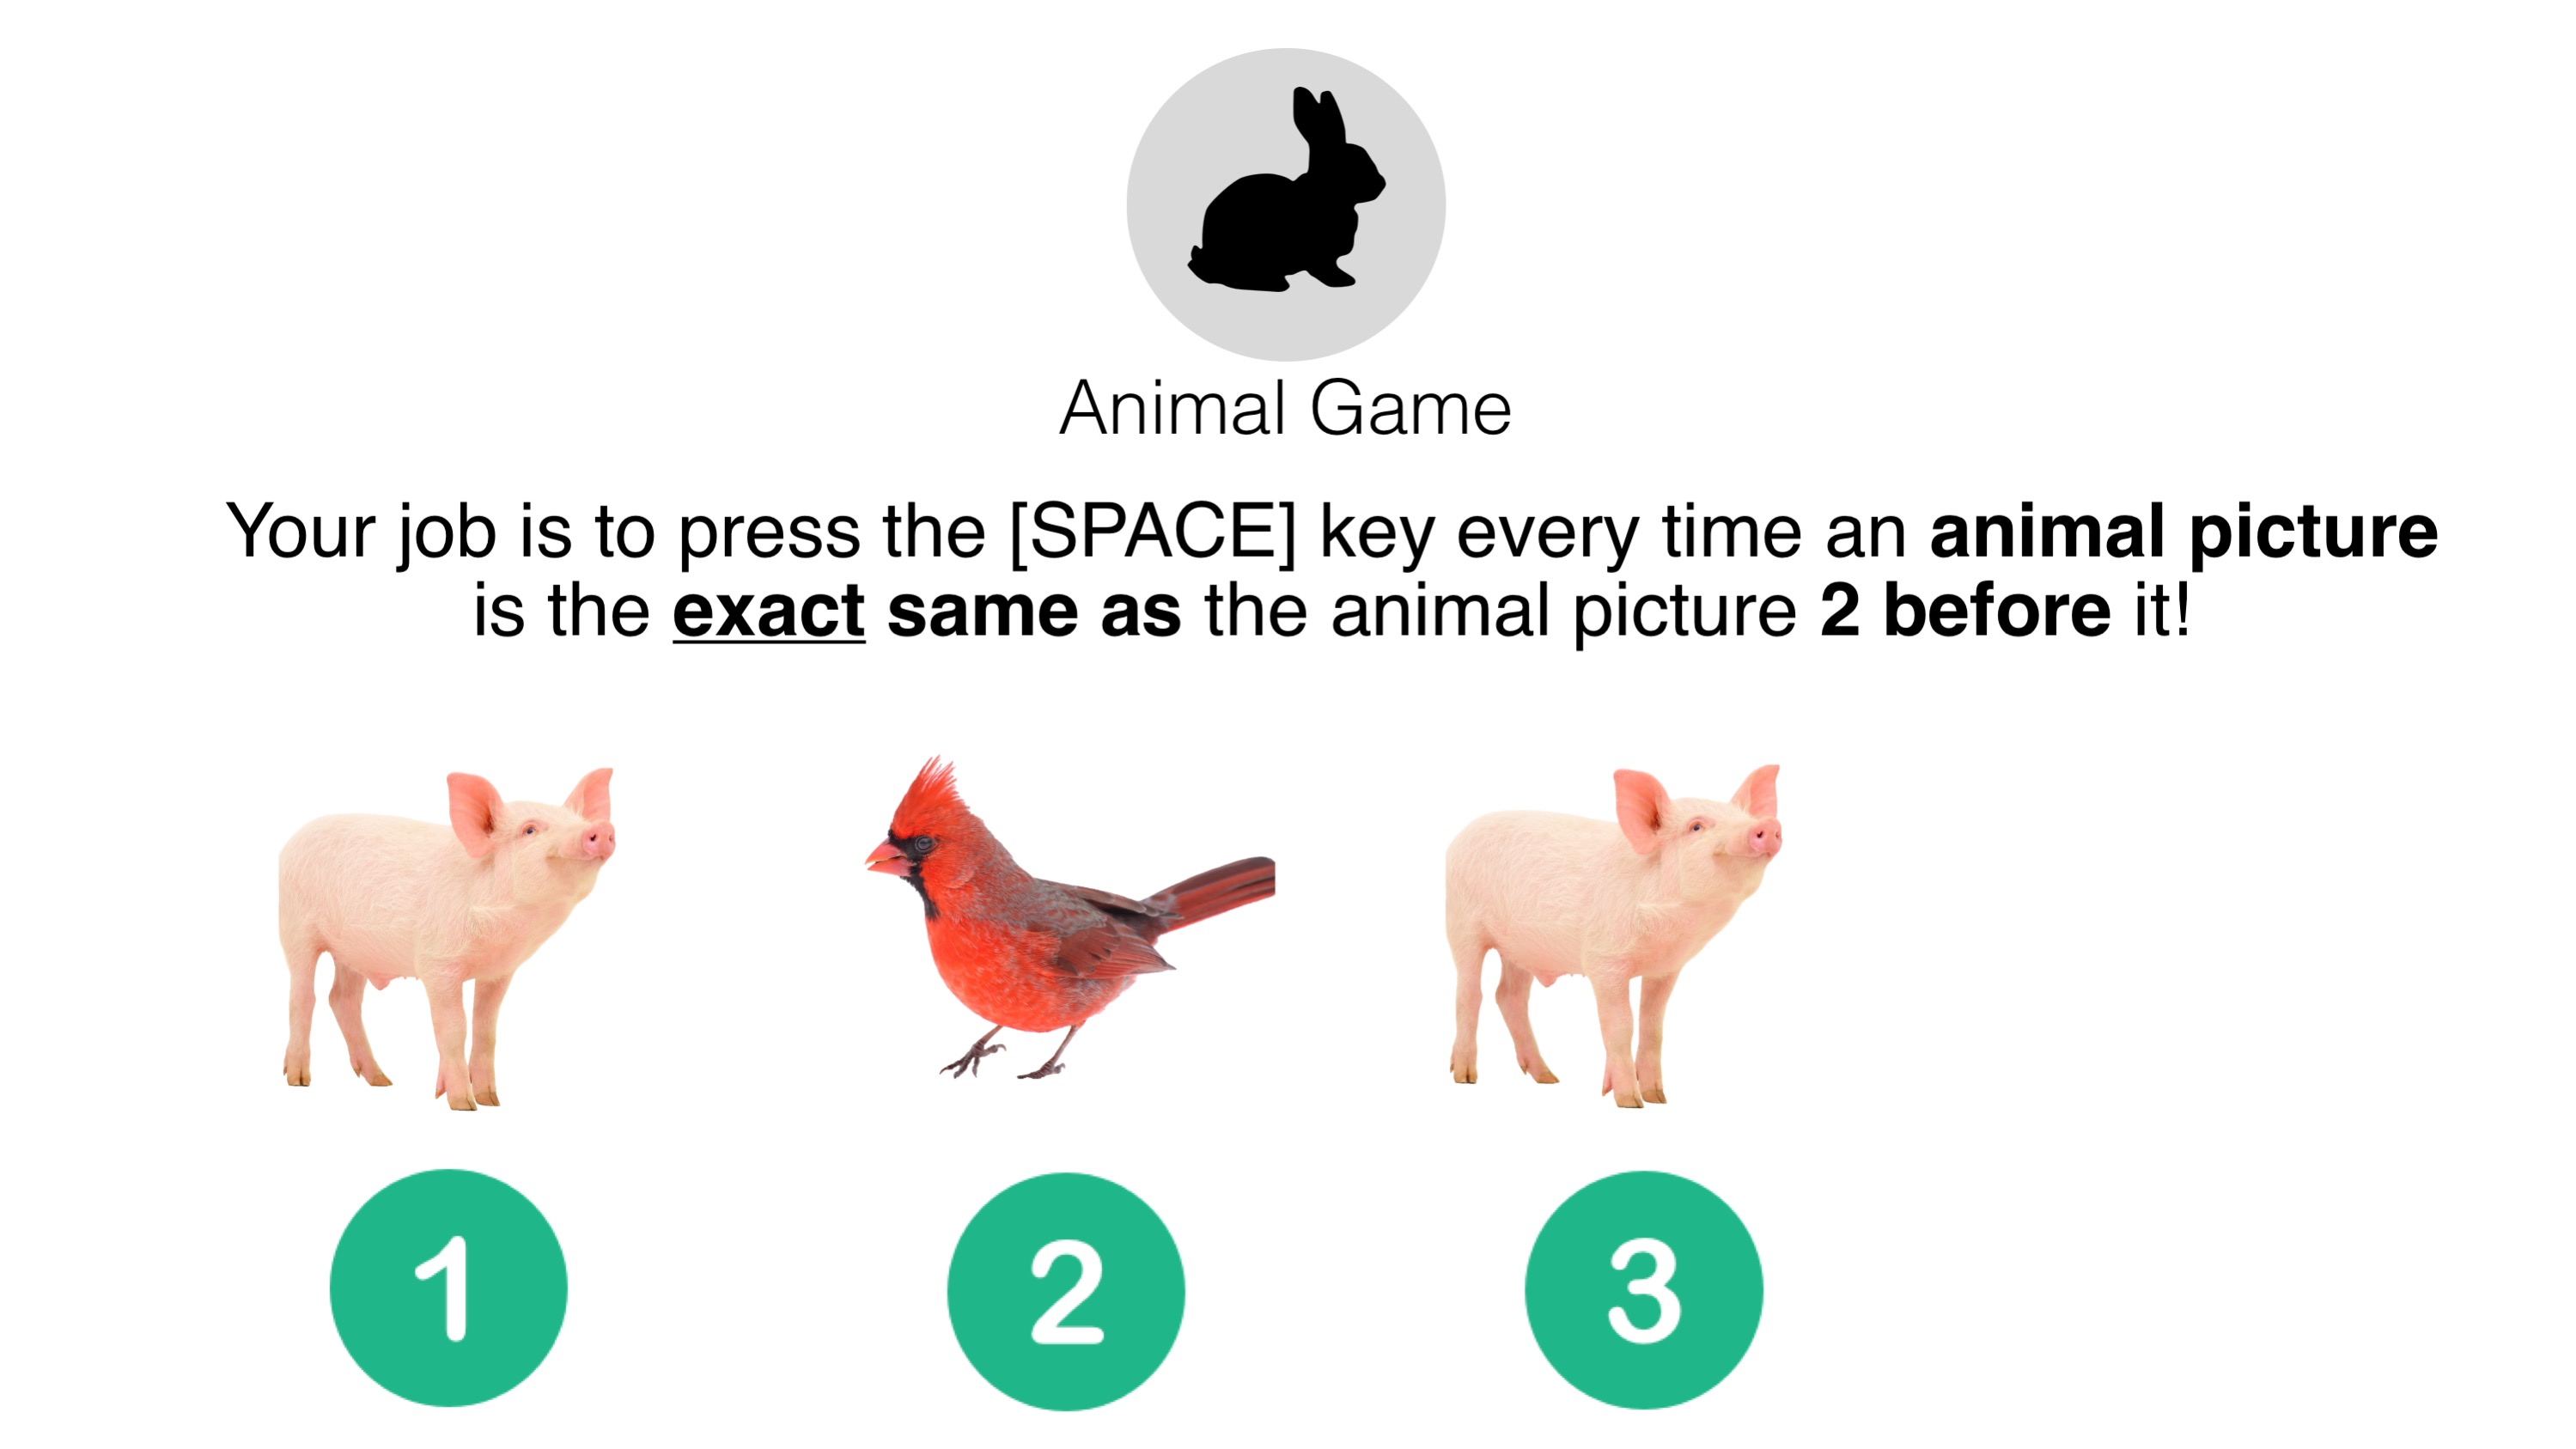 Animal Game
Your job is to press the [SPACE] key every time an animal picture
is the exact same as the animal picture 2 before it!
1
2
3